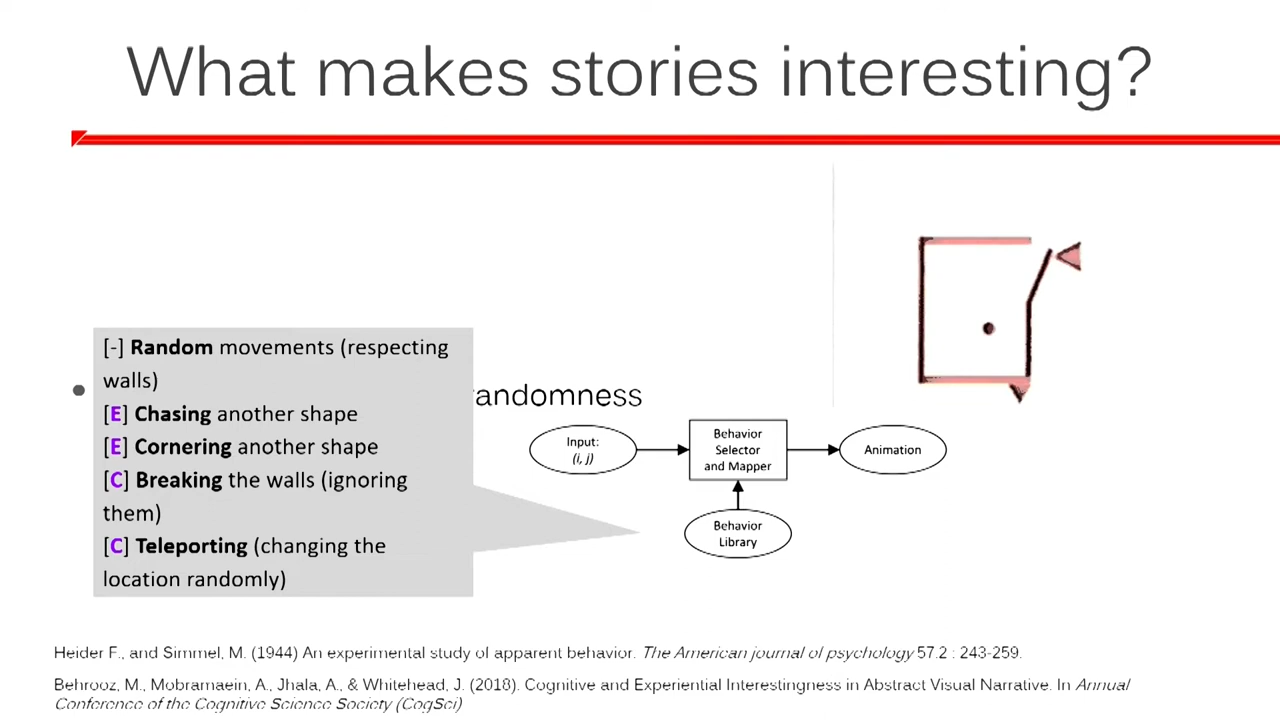 What makes stories interesting?
[-] Random movements (respecting
walls)
[E] Chasing another shape
[E] Cornering another shape
[C] Breaking the walls (ignoring
them)
[C] Teleporting (changing the
location randomly)
andomness
Input:
(i, j)
Behavior
Selector
and Mapper
Animation
Behavior
Library
Heider F., and Simmel, M. (1944) An experimental study of apparent behavior. The American journal of psychology 57.2 : 243-259.
Behrooz, M., Mobramaein, A., Jhala, A., & Whitehead, J. (2018). Cognitive and Experiential Interestingness in Abstract Visual Narrative. In Annual
Conference of the Cognitive Science Society (CogSci)